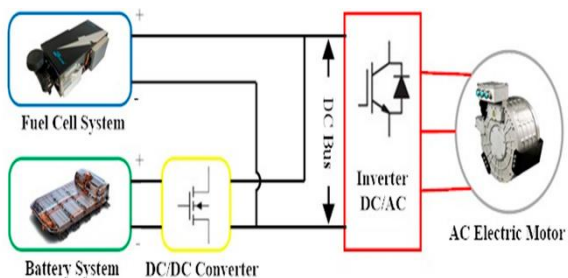 +
-
Fuel Cell System
+
-
Battery System
DC/DC Converter
DC Bus
Inverter
DC/AC
AC Electric Motor